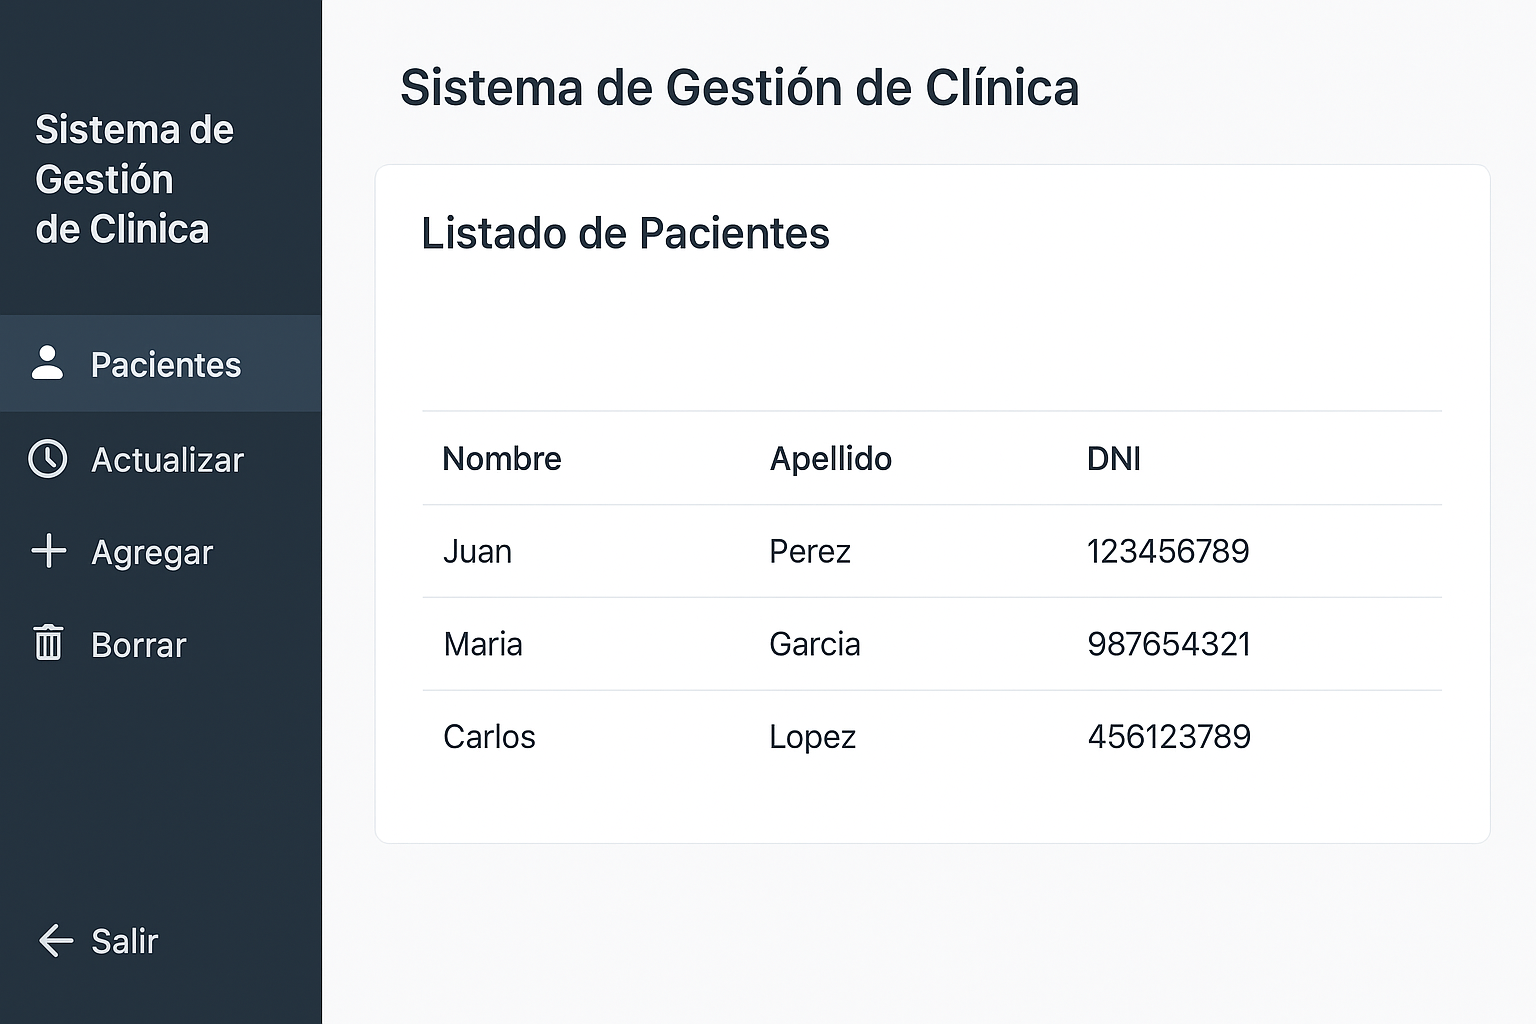 Sistema de
Gestión
de Clinica
Pacientes
Actualizar
Agregar
Borrar
Salir
Sistema de Gestión de Clínica
Listado de Pacientes
Nombre Apellido DNI
Juan Perez 123456789
Maria Garcia 987654321
Carlos Lopez 456123789